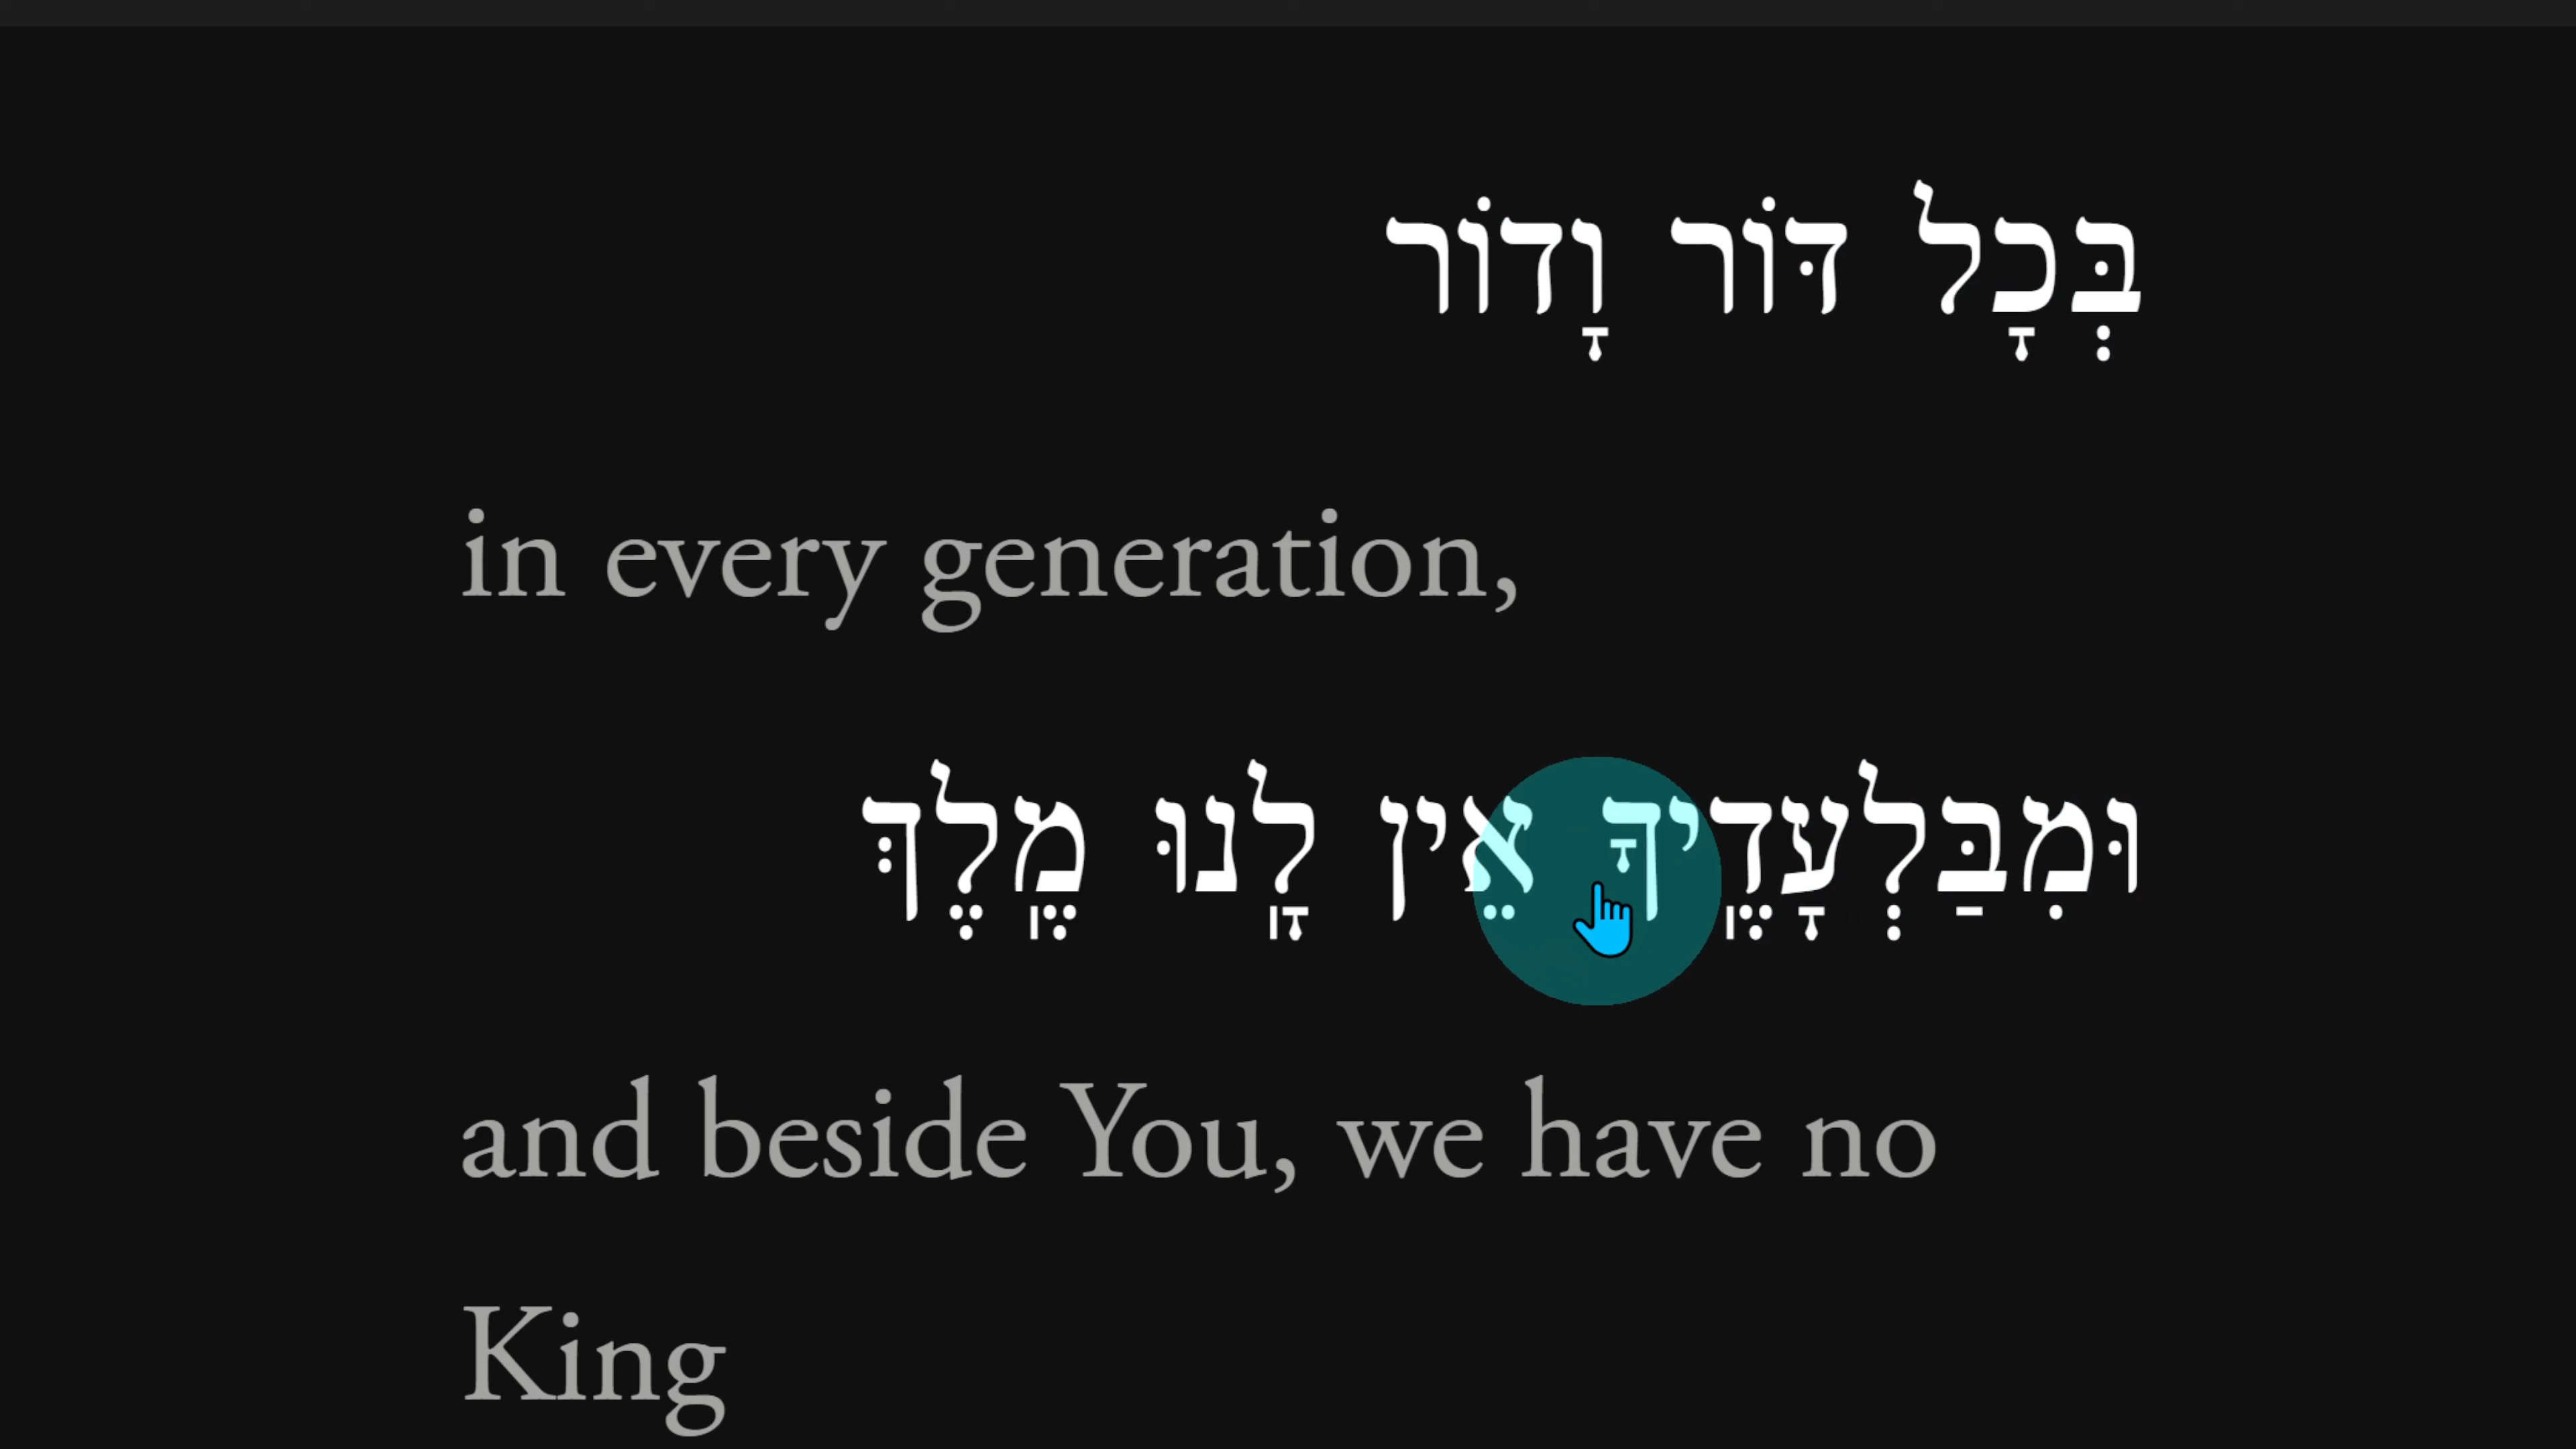 בְּכָל דּוֹר וָדוֹר
in every generation,
וּמִבַּלְעָדֶֽיךָ אֵין לָֽנוּ מֶֽלֶךְ
and beside You, we have no
King